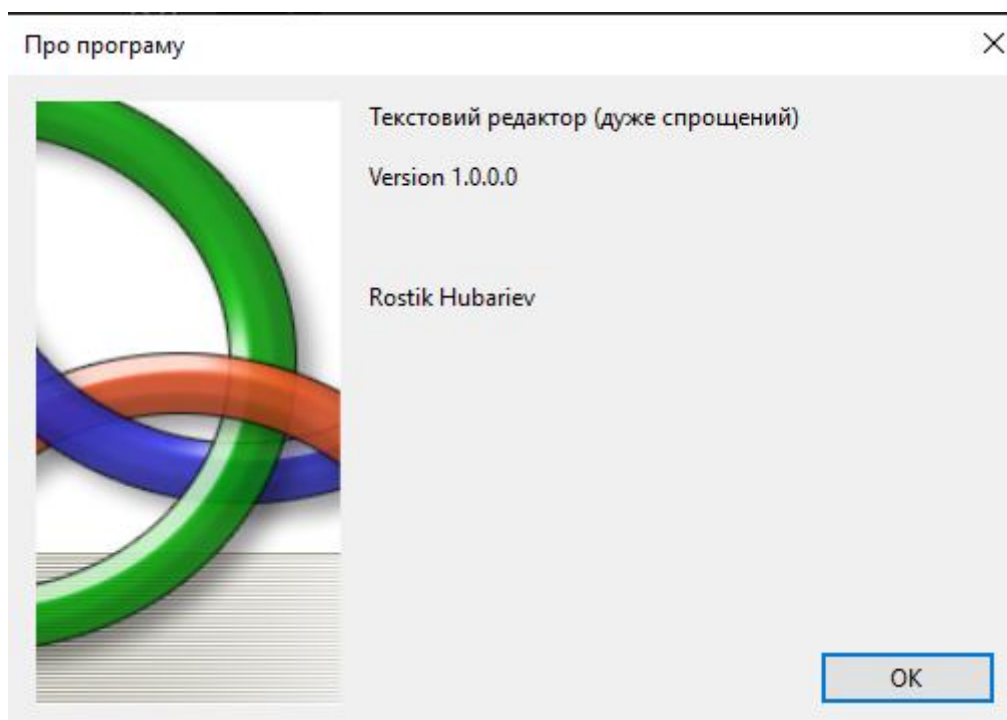 Про програму
Текстовий редактор (дуже спрощений)
Version 1.0.0.0
Rostik Hubariev
OK